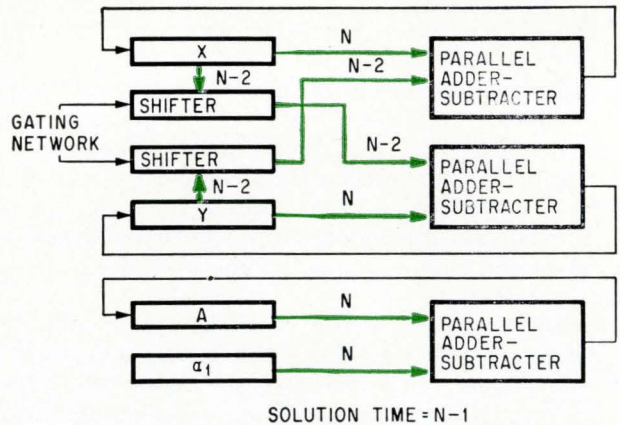 X
N
N-2
N-2
PARALLEL
ADDER-
SUBTRACTER
SHIFTER
GATING
NETWORK
N-2
SHIFTER
N-2
PARALLEL
ADDER-
SUBTRACTER
Y
N
A
N
PARALLEL
ADDER-
SUBTRACTER
α1
N
SOLUTION TIME = N-1